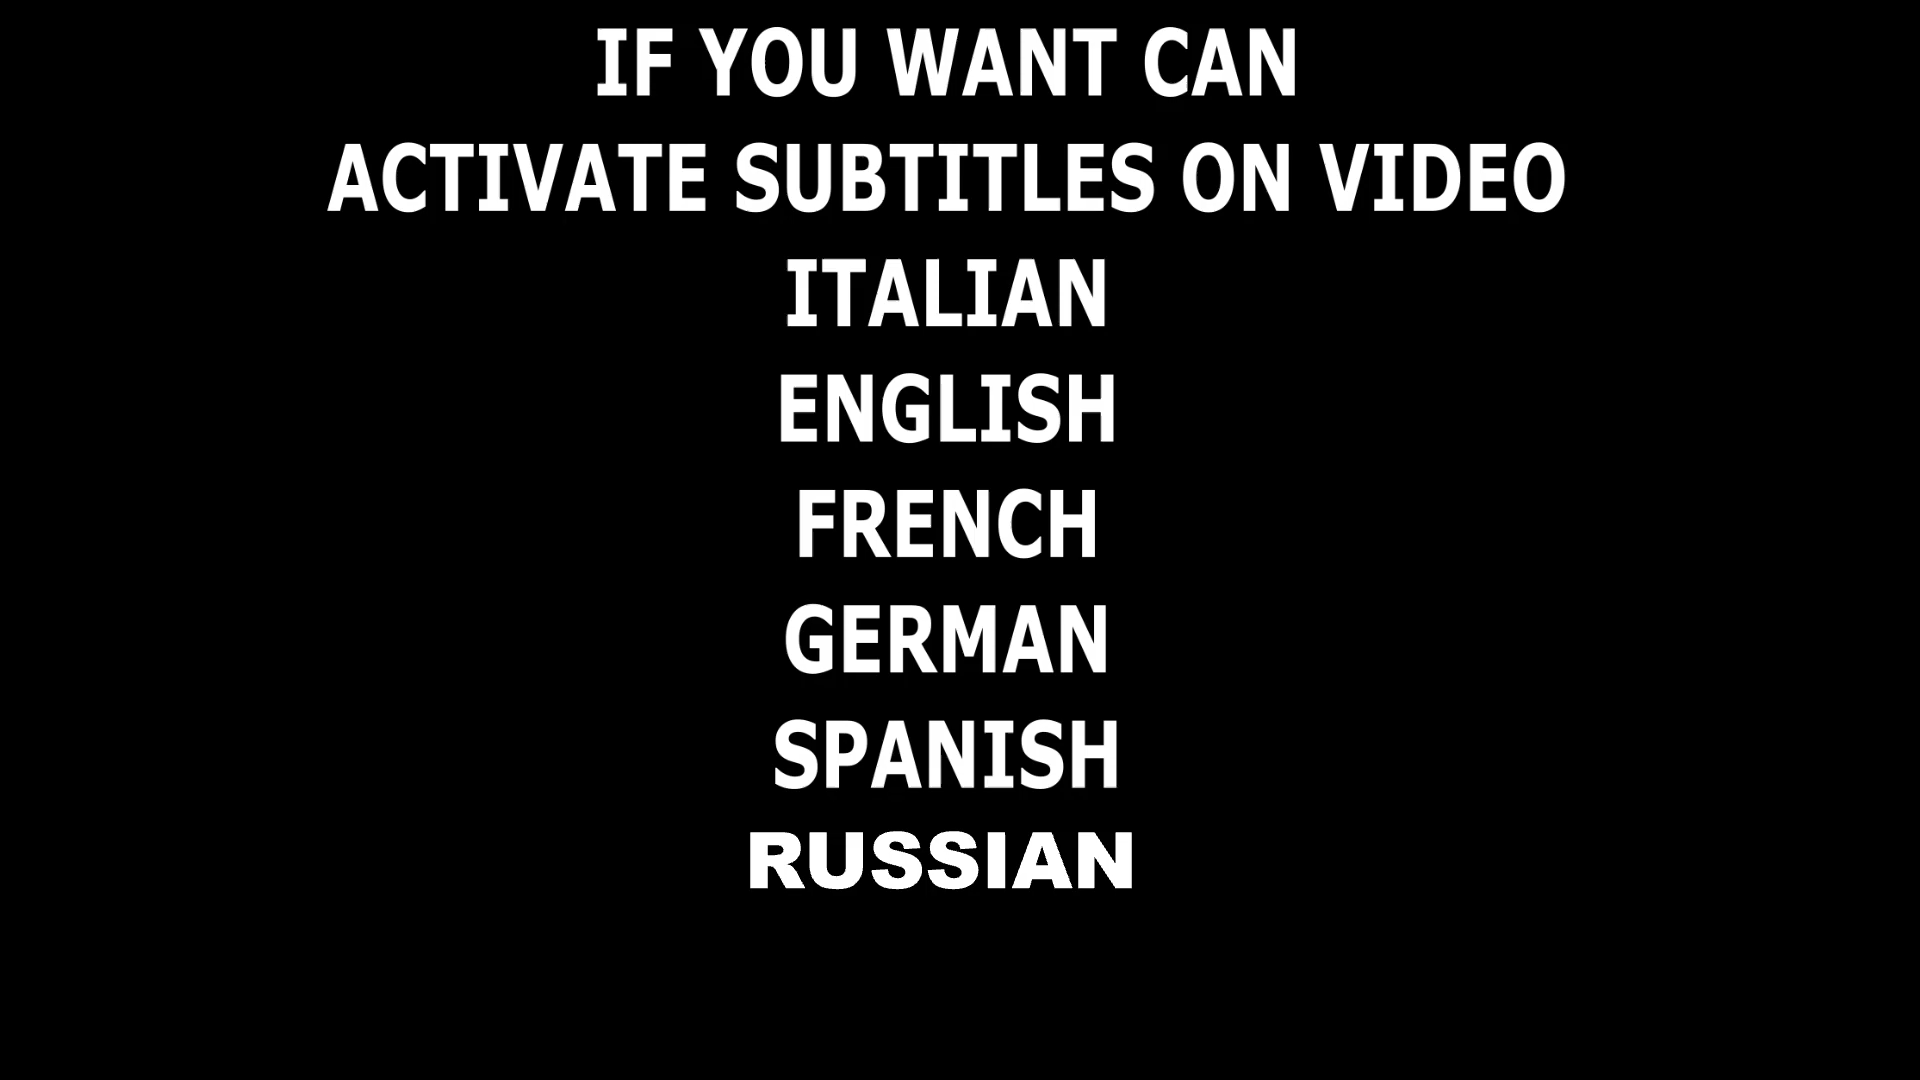 IF YOU WANT CAN
ACTIVATE SUBTITLES ON VIDEO
ITALIAN
ENGLISH
FRENCH
GERMAN
SPANISH
RUSSIAN